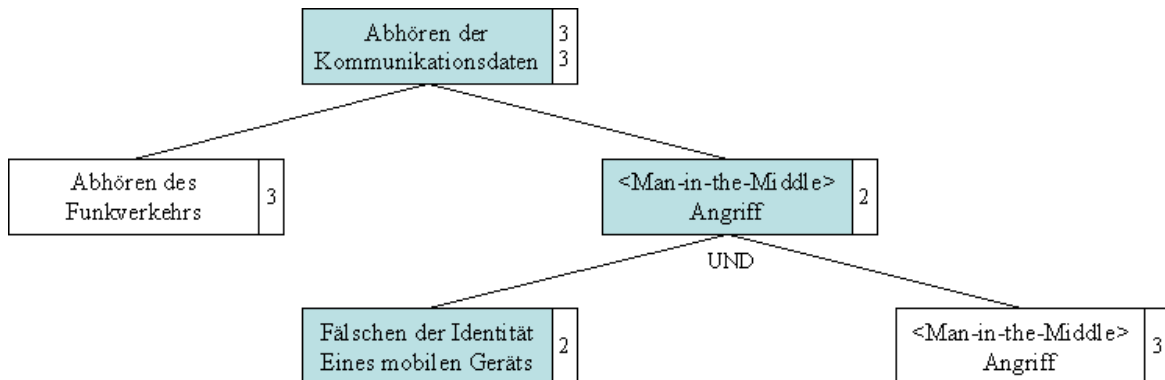 Abhören der
Kommunikationsdaten
3
3
Abhören des
Funkverkehrs
3
<Man-in-the-Middle>
Angriff
2
UND
Fälschen der Identität
Eines mobilen Geräts
2
<Man-in-the-Middle>
Angriff
3